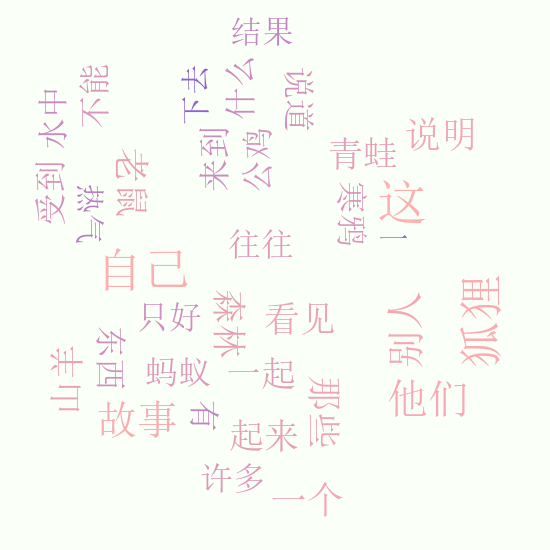 结果
不能
下去
什么
说道
水中
来到
公鸡
青蛙
说明
受到
热气
老鼠
寒鸦
一
这
往往
自己
只好
森林
看见
别人
狐狸
山羊
东西
蚂蚁
一起
那些
他们
故事
有
起来
许多
一个